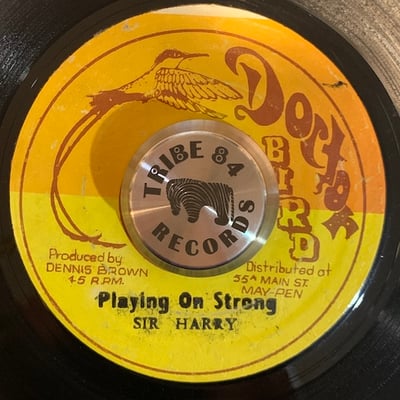 Doctor
BIRD
TRIBE 84
RECORDS
Produced by
DENNIS BROWN
45 R.P.M.
Distributed at
55A MAIN ST.
MAY-PEN
Playing On Strong
SIR HARRY